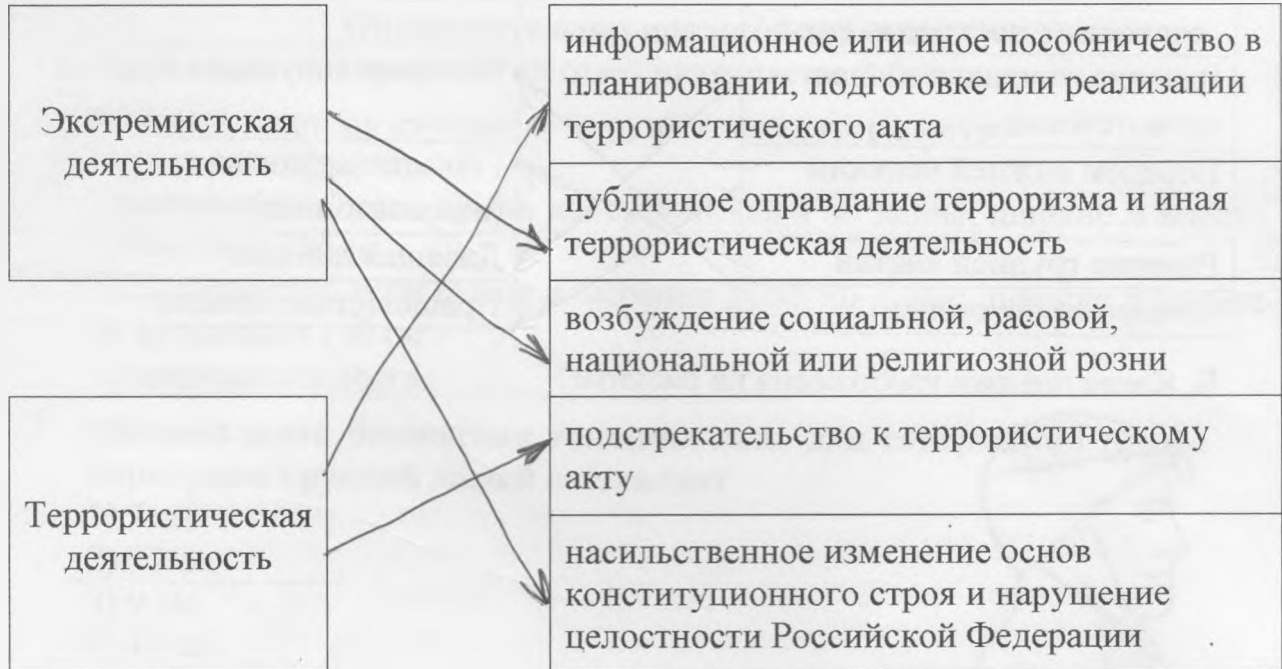 Экстремистская
деятельность
Террористическая
деятельность
информационное или иное пособничество в
планировании, подготовке или реализации
террористического акта
публичное оправдание терроризма и иная
террористическая деятельность
возбуждение социальной, расовой,
национальной или религиозной розни
подстрекательство к террористическому
акту
насильственное изменение основ
конституционного строя и нарушение
целостности Российской Федерации